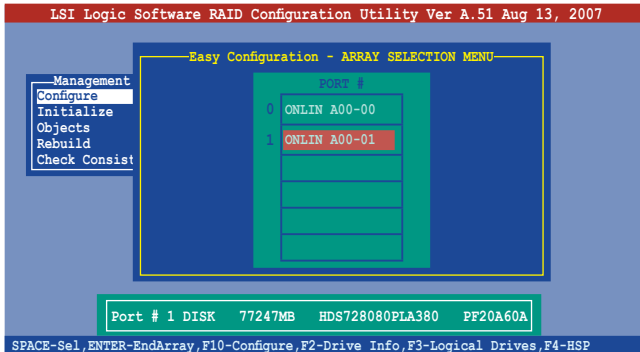 LSI Logic Software RAID Configuration Utility Ver A.51 Aug 13, 2007
Easy Configuration - ARRAY SELECTION MENU
Management
Configure
Initialize
Objects
Rebuild
Check Consist
PORT #
0 ONLIN A00-00
1 ONLIN A00-01
Port # 1 DISK 77247MB HDS728080PLA380 PF20A60A
SPACE-Sel,ENTER-EndArray,F10-Configure,F2-Drive Info,F3-Logical Drives,F4-HSP